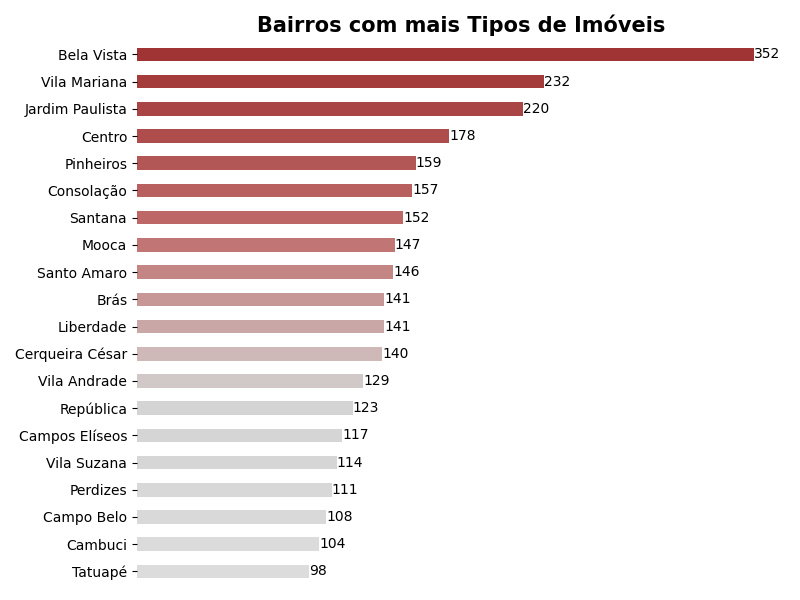 Bairros com mais Tipos de Imóveis
Bela Vista 352
Vila Mariana 232
Jardim Paulista 220
Centro 178
Pinheiros 159
Consolação 157
Santana 152
Mooca 147
Santo Amaro 146
Brás 141
Liberdade 141
Cerqueira César 140
Vila Andrade 129
República 123
Campos Elíseos 117
Vila Suzana 114
Perdizes 111
Campo Belo 108
Cambuci 104
Tatuapé 98